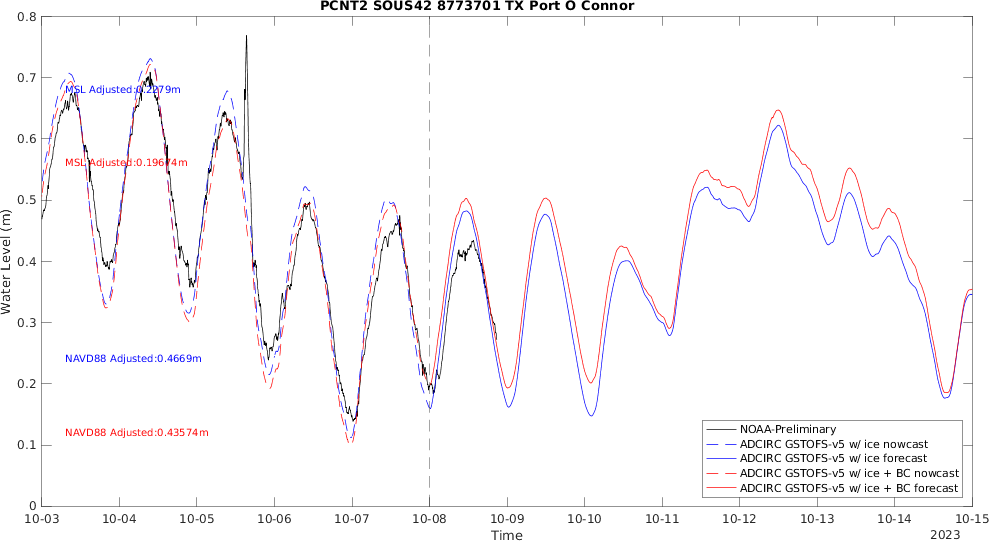 PCNT2 SOUS42 8773701 TX Port O Connor
0.8
0.7
0.6
0.5
0.4
0.3
0.2
0.1
0
Water Level (m)
MSL Adjusted:0.2279m
MSL Adjusted:0.19674m
NAVD88 Adjusted:0.4669m
NAVD88 Adjusted:0.43574m
NOAA-Preliminary
ADCIRC GSTOFS-v5 w/ ice nowcast
ADCIRC GSTOFS-v5 w/ ice forecast
ADCIRC GSTOFS-v5 w/ ice + BC nowcast
ADCIRC GSTOFS-v5 w/ ice + BC forecast
10-03 10-04 10-05 10-06 10-07 10-08 10-09 10-10 10-11 10-12 10-13 10-14 10-15
Time
2023